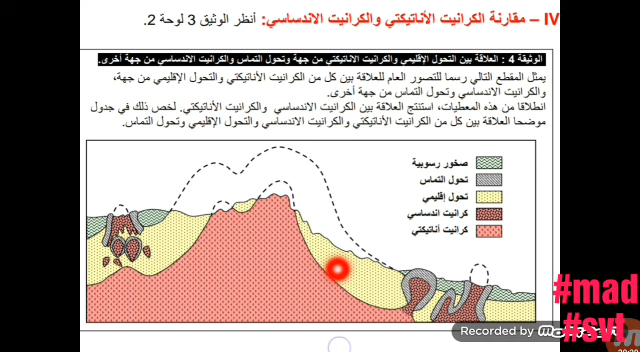 IV – مقارنة الكرانيت الأناتيكتي والكرانيت الاندساسي: أنظر الوثيق 3 لوحة 2.
الوثيقة 4 : العلاقة بين التحول الإقليمي والكرانيت الاناتيكتي من جهة وتحول التماس والكرانيت الاندساسي من جهة أخرى.
يمثل المقطع التالي رسما للتصور العام للعلاقة بين كل من الكرانيت الأناتيكتي والتحول الإقليمي من جهة،
والكرانيت الاندساسي وتحول التماس من جهة أخرى.
انطلاقا من هذه المعطيات، استنتج العلاقة بين الكرانيت الاندساسي والكرانيت الأناتيكتي. لخص ذلك في جدول
موضحا العلاقة بين كل من الكرانيت الأناتيكتي والكرانيت الاندساسي والتحول الإقليمي وتحول التماس.
صخور رسوبية
تحول التماس
تحول إقليمي
كرانيت اندساسي
كرانيت أناتيكتي
#mad
#svt
Recorded by